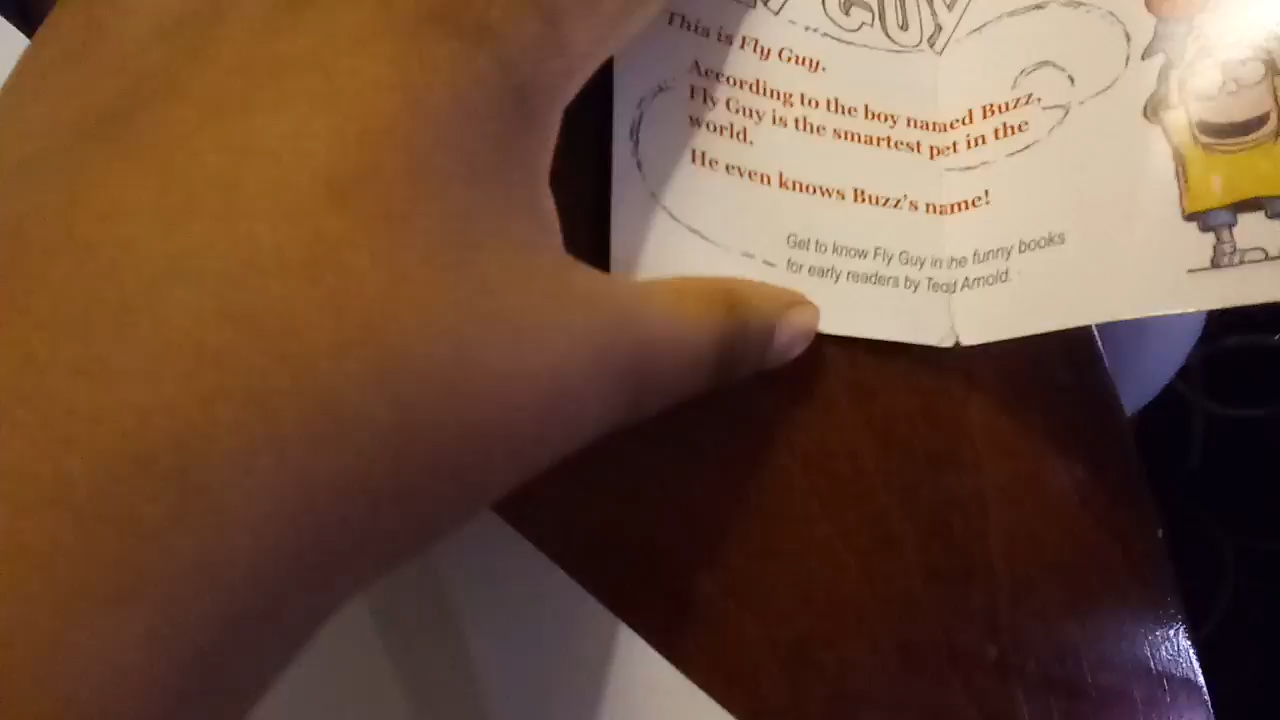 GUY
This is Fly Guy.
According to the boy named Buzz,
Fly Guy is the smartest pet in the
world.
He even knows Buzz's name!
Get to know Fly Guy in the funny books
for early readers by Tedd Arnold.